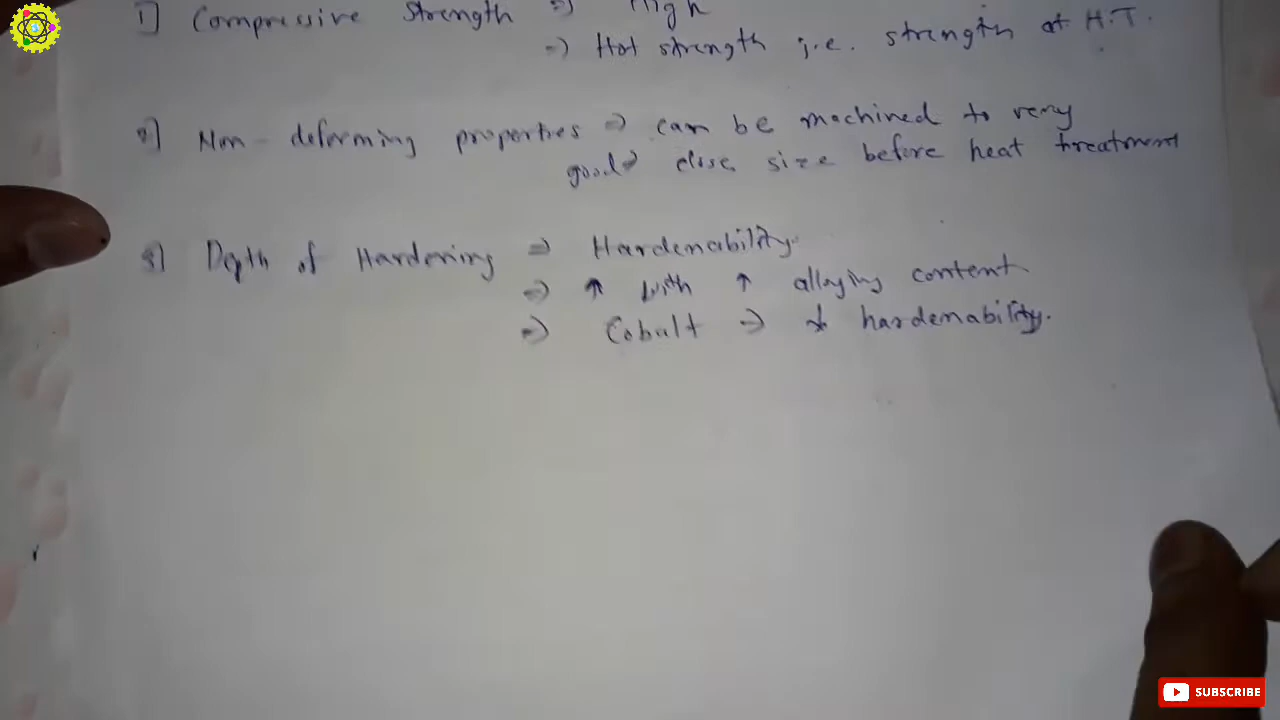 1] Compressive Strength => High
=> Hot strength i.e. strength at H.T.
2] Non-deforming properties => can be machined to very
good close size before heat treatment
3] Depth of Hardening => Hardenability.
=> ↑ with ↑ alloying content
=> Cobalt → hardenability.
SUBSCRIBE